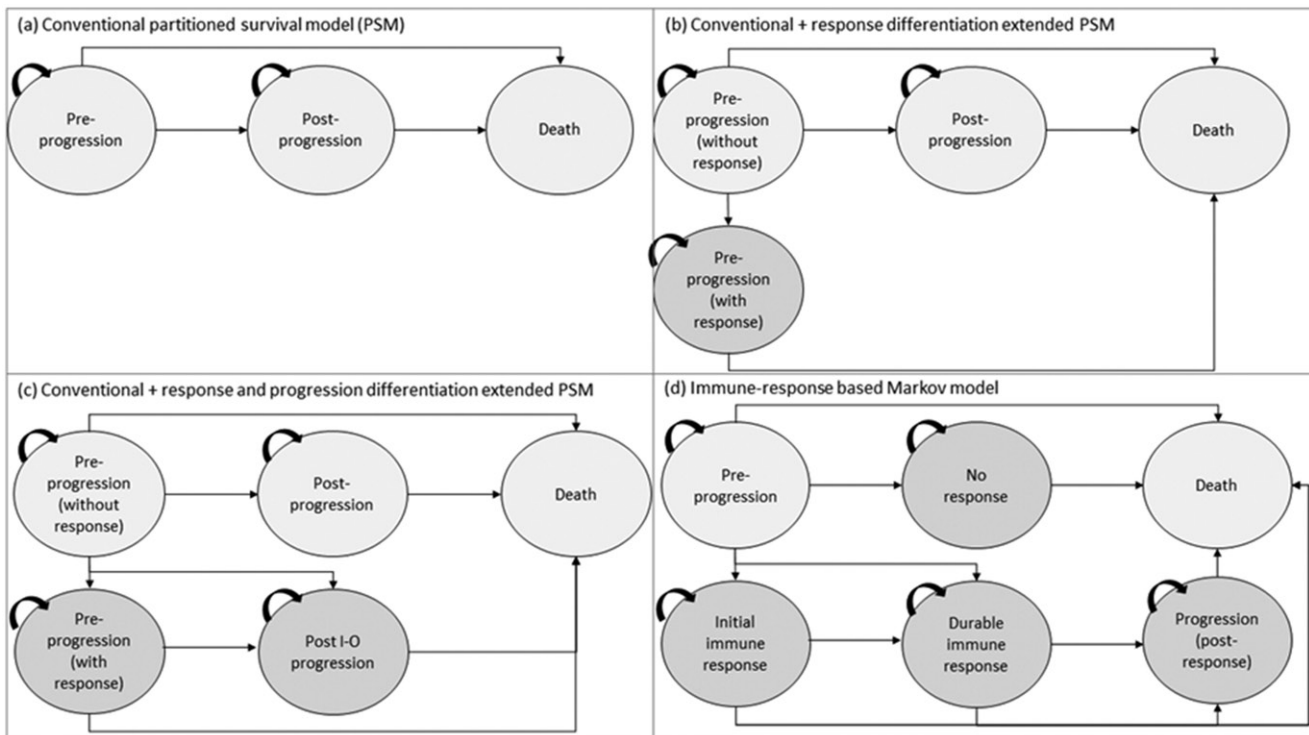 (a) Conventional partitioned survival model (PSM)
Pre-
progression
Post-
progression
Death
(b) Conventional + response differentiation extended PSM
Pre-
progression
(without
response)
Post-
progression
Death
Pre-
progression
(with
response)
(c) Conventional + response and progression differentiation extended PSM
Pre-
progression
(without
response)
Post-
progression
Death
Pre-
progression
(with
response)
Post I-O
progression
(d) Immune-response based Markov model
Pre-
progression
No
response
Death
Initial
immune
response
Durable
immune
response
Progression
(post-
response)